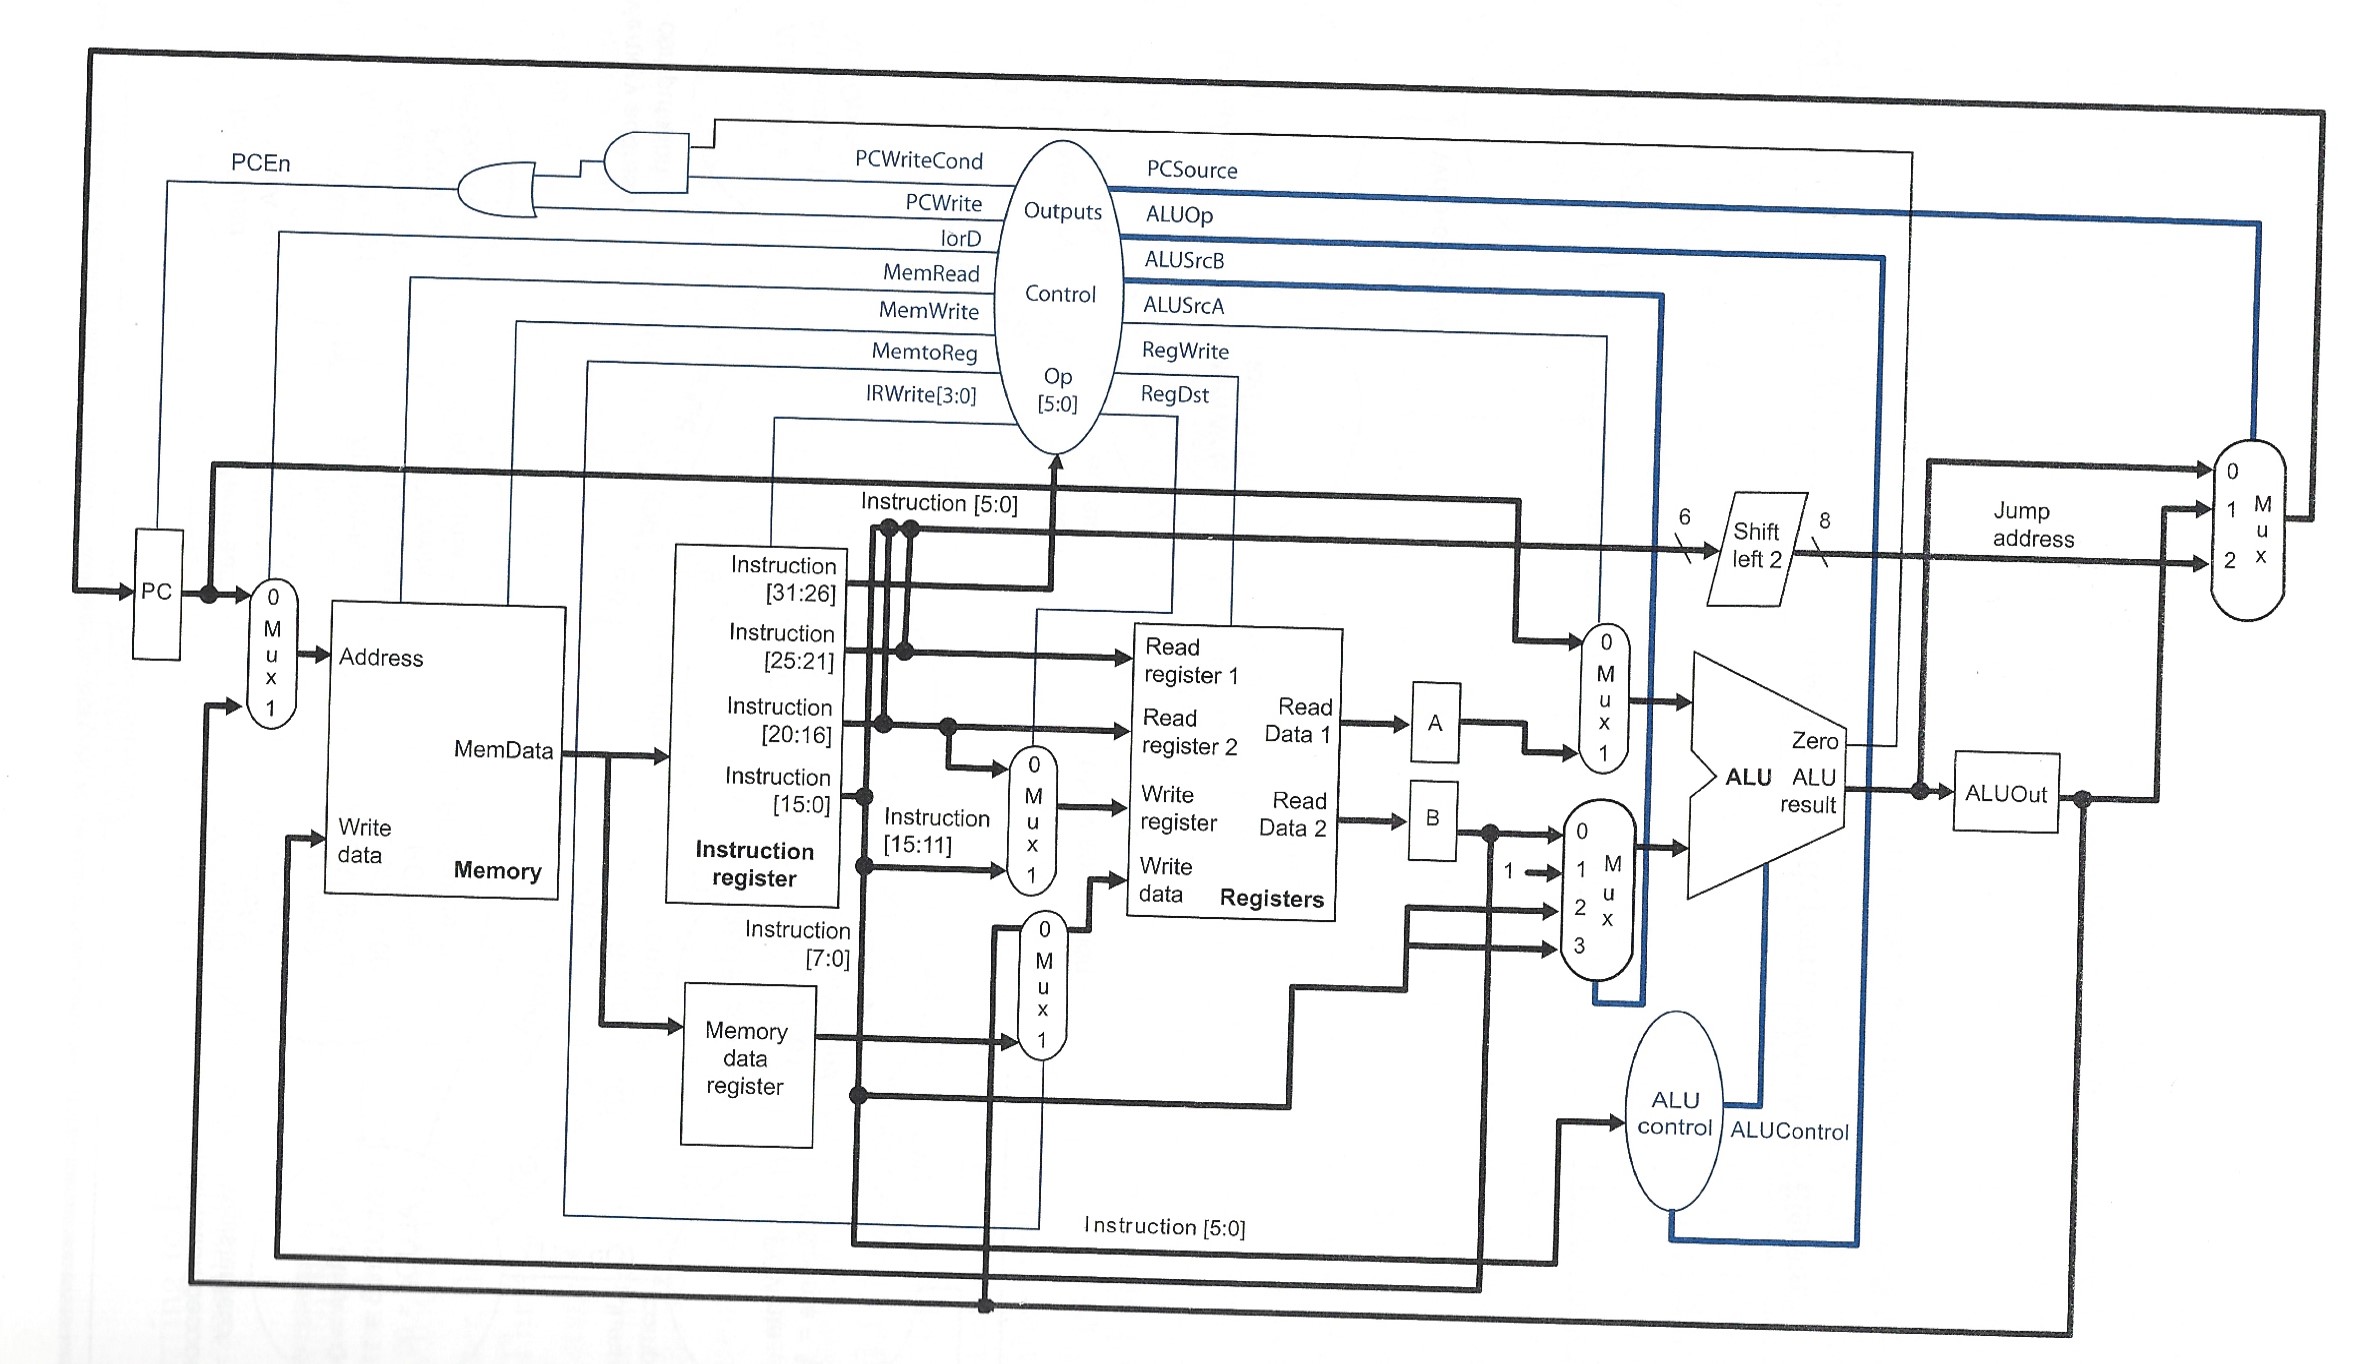 PCEn
PCWriteCond
PCWrite
IorD
MemRead
MemWrite
MemtoReg
IRWrite[3:0]
Outputs
Control
Op
[5:0]
PCSource
ALUOp
ALUSrcB
ALUSrcA
RegWrite
RegDst
PC
0
M
u
x
1
Address
MemData
Write
data
Memory
Instruction [5:0]
Instruction
[31:26]
Instruction
[25:21]
Instruction
[20:16]
Instruction
[15:0]
Instruction
register
Instruction
[15:11]
Instruction
[7:0]
Memory
data
register
0
M
u
x
1
0
M
u
x
1
Read
register 1
Read
register 2
Write
register
Write
data
Read
Data 1
Read
Data 2
Registers
A
B
0
M
u
x
1
0
1
1
2
3
M
u
x
6
Shift
left 2
8
Jump
address
0
1
2
M
u
x
Zero
ALU
ALU
result
ALUOut
ALU
control
ALUControl
Instruction [5:0]